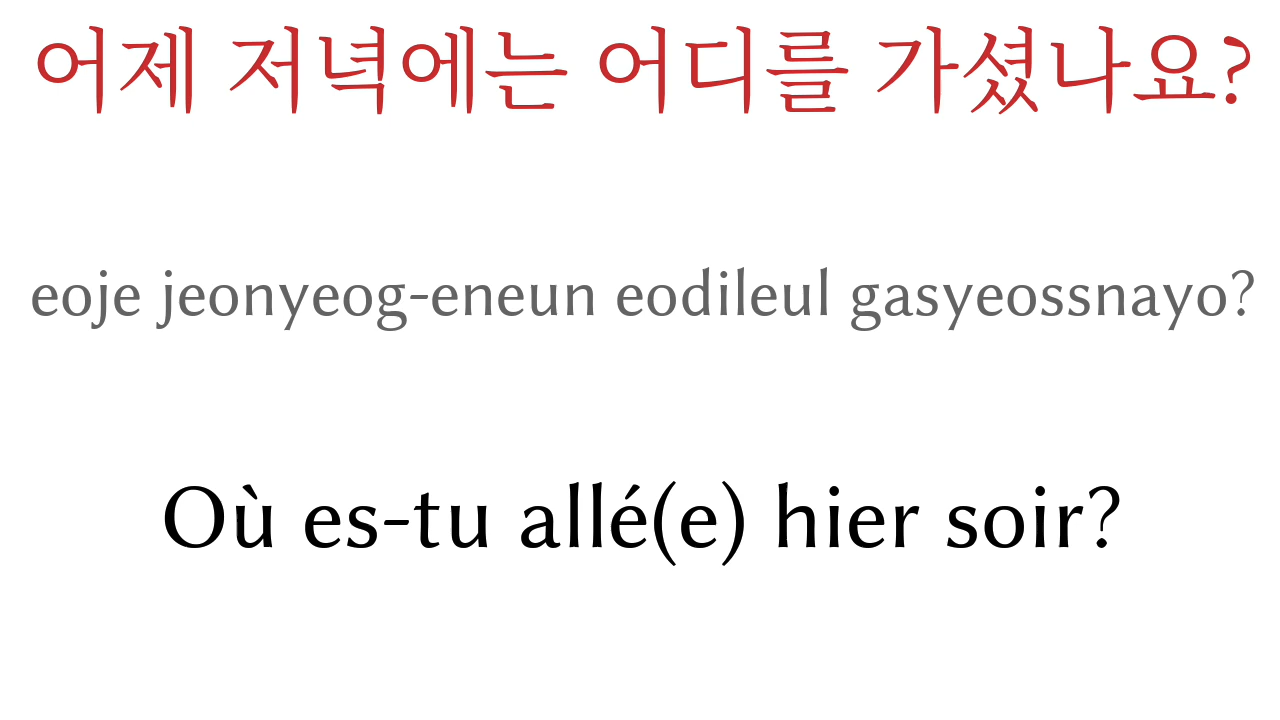 어제 저녁에는 어디를 가셨나요?
eoje jeonyeog-eneun eodileul gasyeossnayo?
Où es-tu allé(e) hier soir?